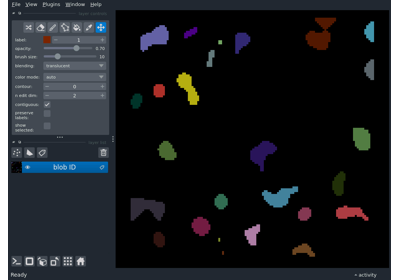 File View Plugins Window Help
label: 1
opacity: 0.70
brush size: 10
blending: translucent
color mode: auto
contour: 0
n edit dim: 2
contiguous:
preserve
labels:
show
selected:
blob ID
Ready
activity